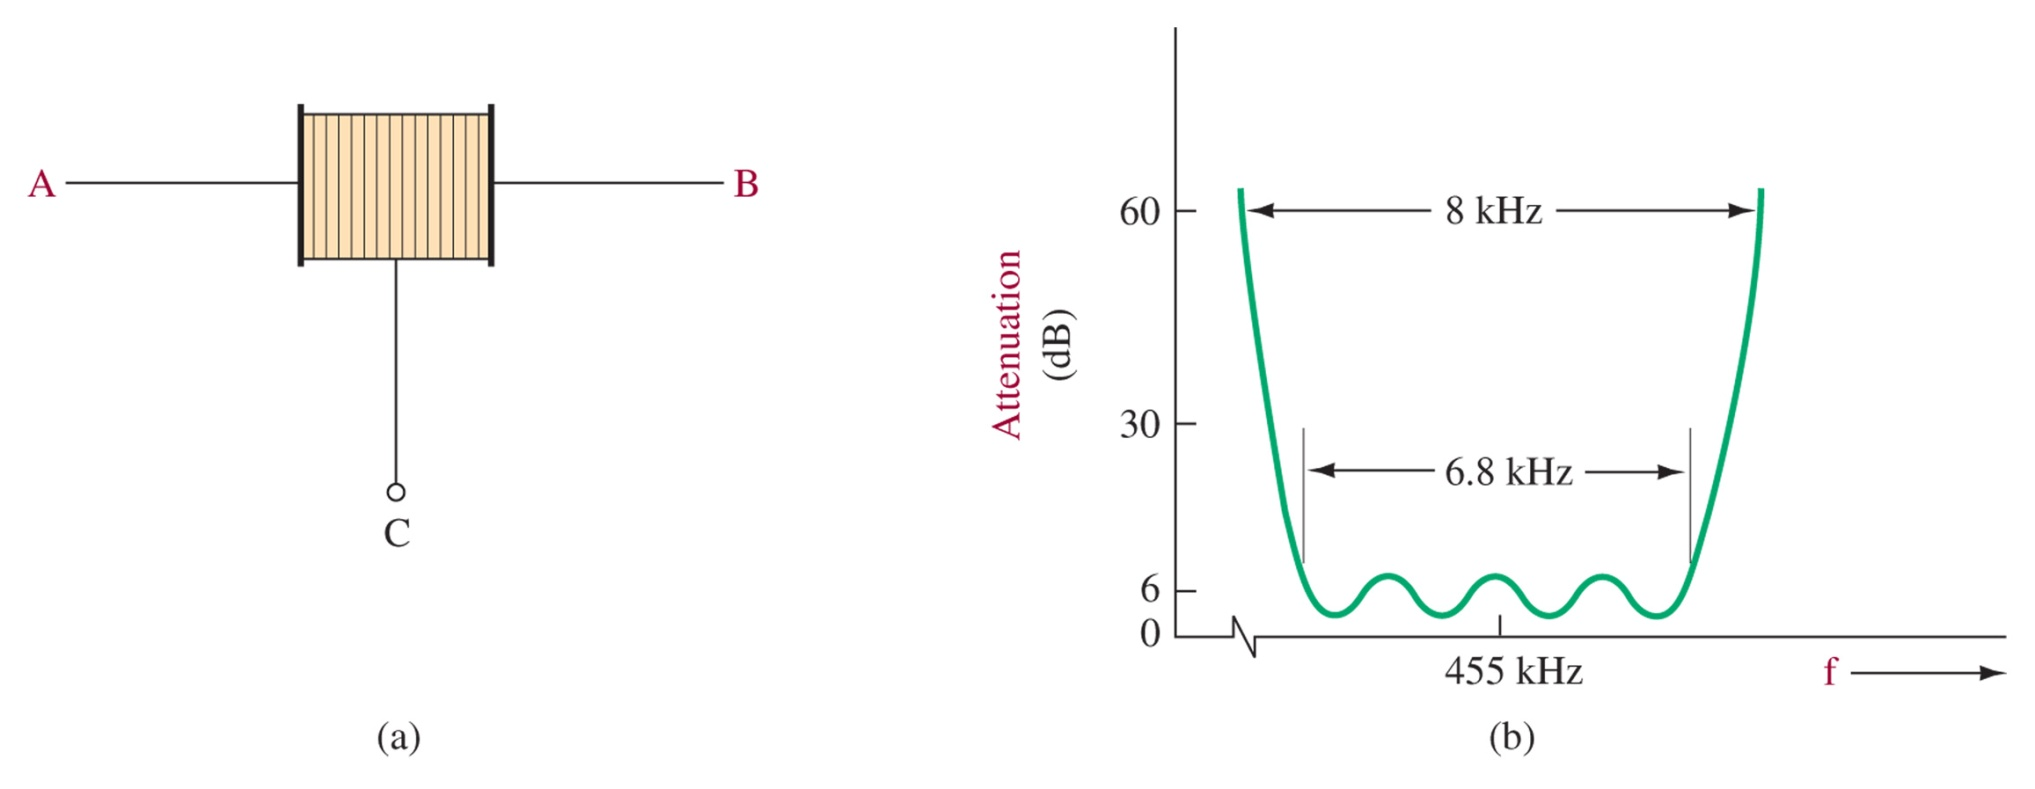 A
B
C
(a)
Attenuation
(dB)
60
30
6
0
8 kHz
6.8 kHz
455 kHz
f
(b)